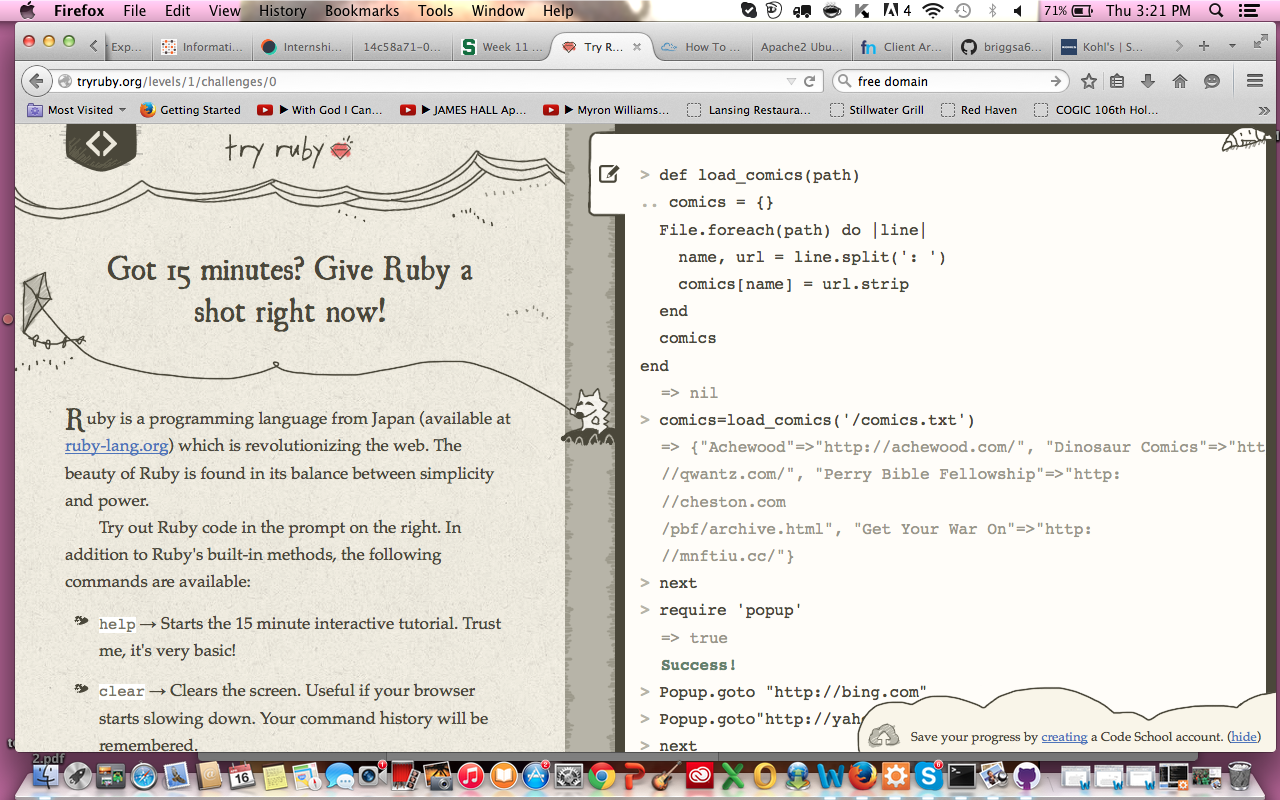 Firefox File Edit View History Bookmarks Tools Window Help 4 71% Thu 3:21 PM
Exp... Informati... Internshi... 14c58a71-0... Week 11 ... Try R... How To ... Apache2 Ubu... Client Ar... briggsa6... Kohl's | S...
tryruby.org/levels/1/challenges/0 free domain
Most Visited Getting Started ▶ With God I Can... ▶ JAMES HALL Ap... ▶ Myron Williams... Lansing Restaura... Stillwater Grill Red Haven COGIC 106th Hol...
try ruby
Got 15 minutes? Give Ruby a
shot right now!
Ruby is a programming language from Japan (available at
ruby-lang.org) which is revolutionizing the web. The
beauty of Ruby is found in its balance between simplicity
and power.
Try out Ruby code in the prompt on the right. In
addition to Ruby's built-in methods, the following
commands are available:
help → Starts the 15 minute interactive tutorial. Trust
me, it's very basic!
clear → Clears the screen. Useful if your browser
starts slowing down. Your command history will be
remembered.
> def load_comics(path)
.. comics = {}
File.foreach(path) do |line|
name, url = line.split(': ')
comics[name] = url.strip
end
comics
end
=> nil
> comics=load_comics('/comics.txt')
=> {"Achewood"=>"http://achewood.com/", "Dinosaur Comics"=>"htt
//qwantz.com/", "Perry Bible Fellowship"=>"http:
//cheston.com
/pbf/archive.html", "Get Your War On"=>"http:
//mnftiu.cc/"}
> next
> require 'popup'
=> true
Success!
> Popup.goto "http://bing.com"
> Popup.goto"http://yah
> next
Save your progress by creating a Code School account. (hide)
2.pdf